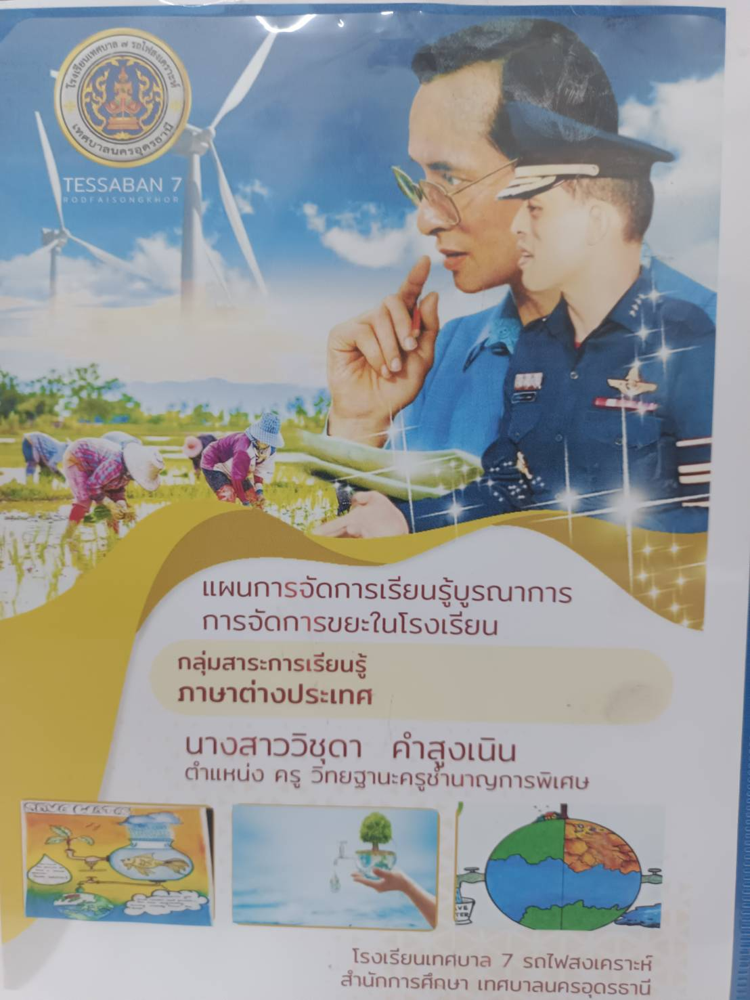 โรงเรียนเทศบาล ๗ รถไฟสงเคราะห์
เทศบาลนครอุดรธานี
TESSABAN 7
RODFAISONGKHOR
แผนการจัดการเรียนรู้บูรณาการ
การจัดการขยะในโรงเรียน
กลุ่มสาระการเรียนรู้
ภาษาต่างประเทศ
นางสาววิชุดา คำสูงเนิน
ตำแหน่ง ครู วิทยฐานะครูชำนาญการพิเศษ
โรงเรียนเทศบาล 7 รถไฟสงเคราะห์
สำนักการศึกษา เทศบาลนครอุดรธานี